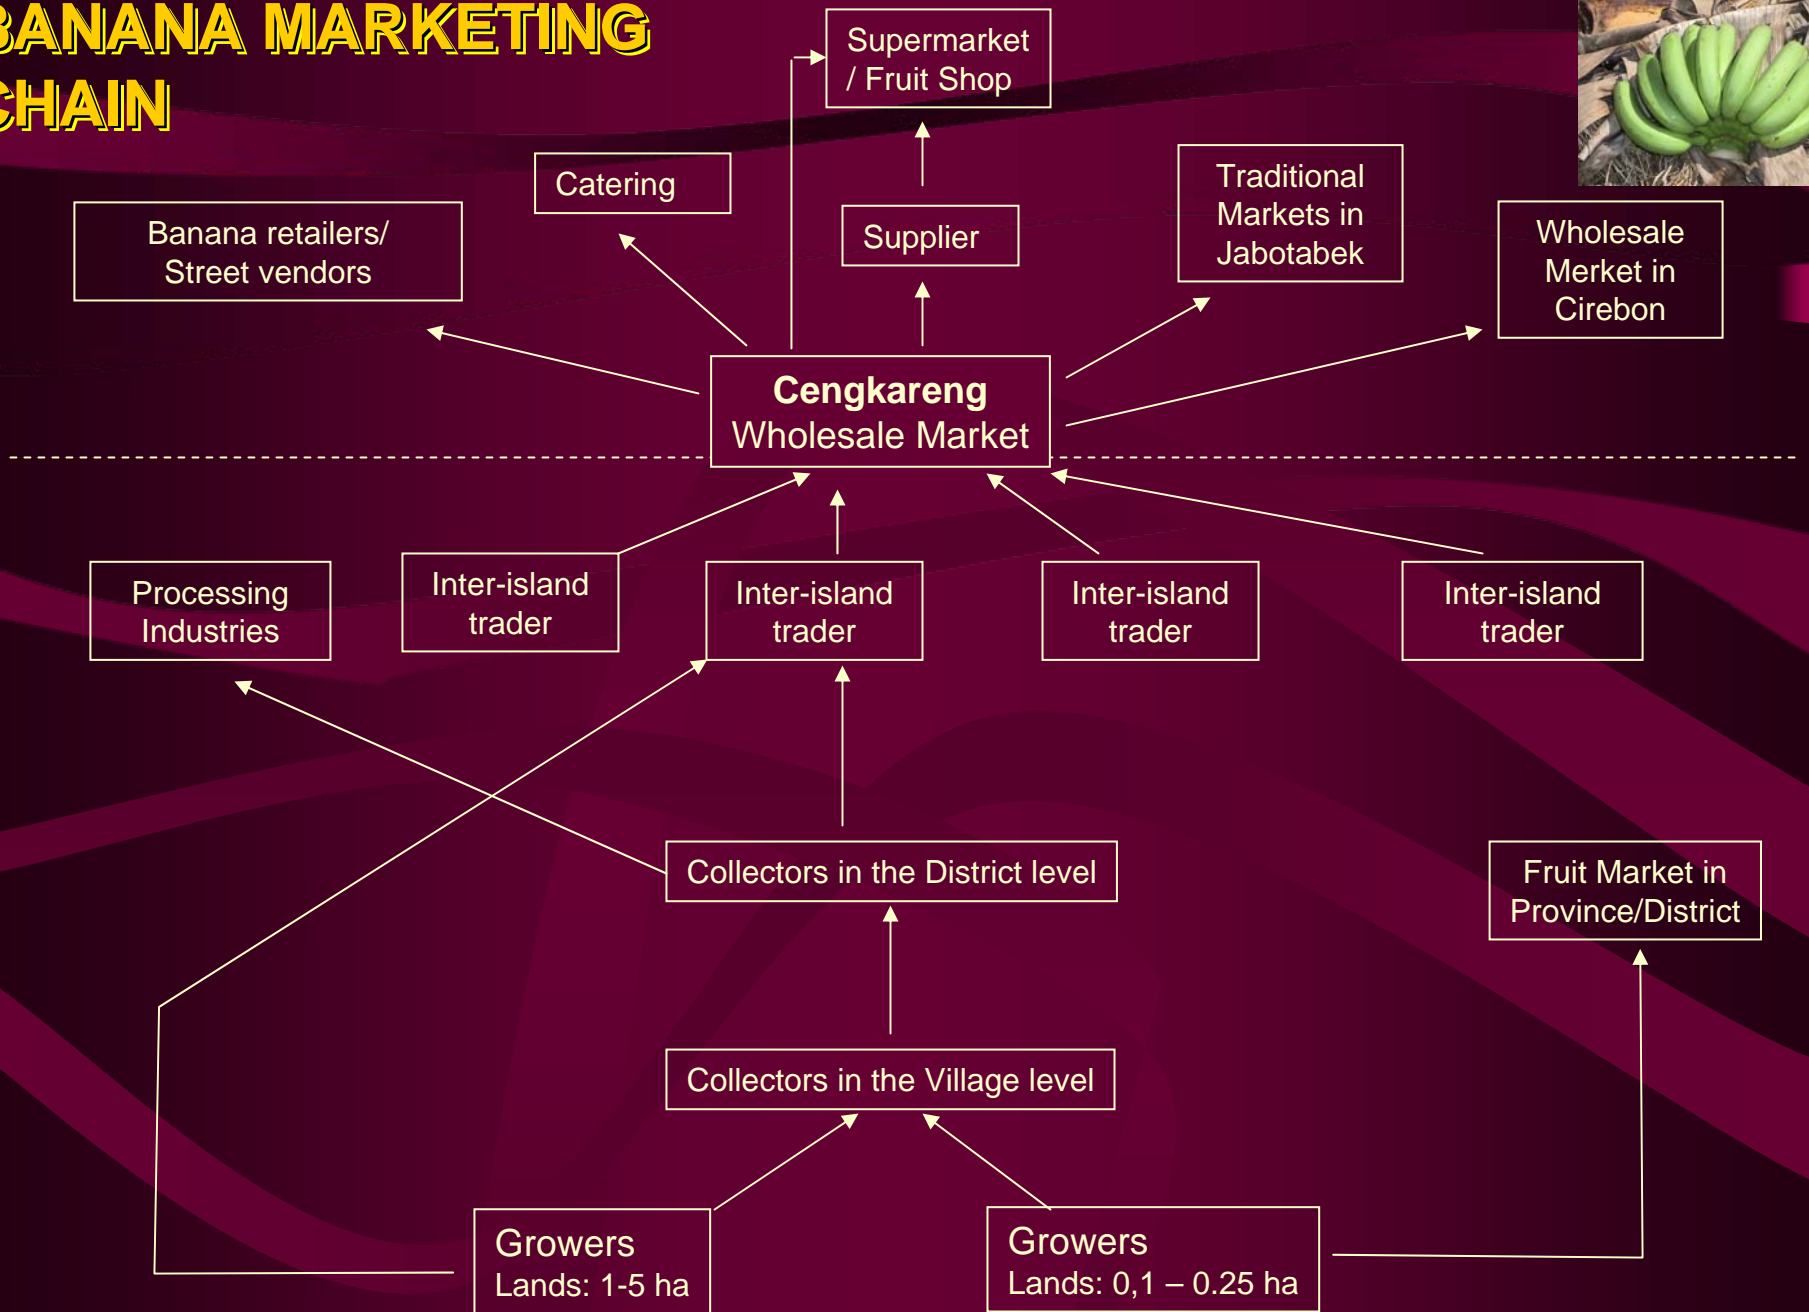 BANANA MARKETING
CHAIN
Supermarket
/ Fruit Shop
Catering
Traditional
Markets in
Jabotabek
Banana retailers/
Street vendors
Supplier
Wholesale
Merket in
Cirebon
Cengkareng
Wholesale Market
Processing
Industries
Inter-island
trader
Inter-island
trader
Inter-island
trader
Inter-island
trader
Collectors in the District level
Fruit Market in
Province/District
Collectors in the Village level
Growers
Lands: 1-5 ha
Growers
Lands: 0,1 – 0.25 ha